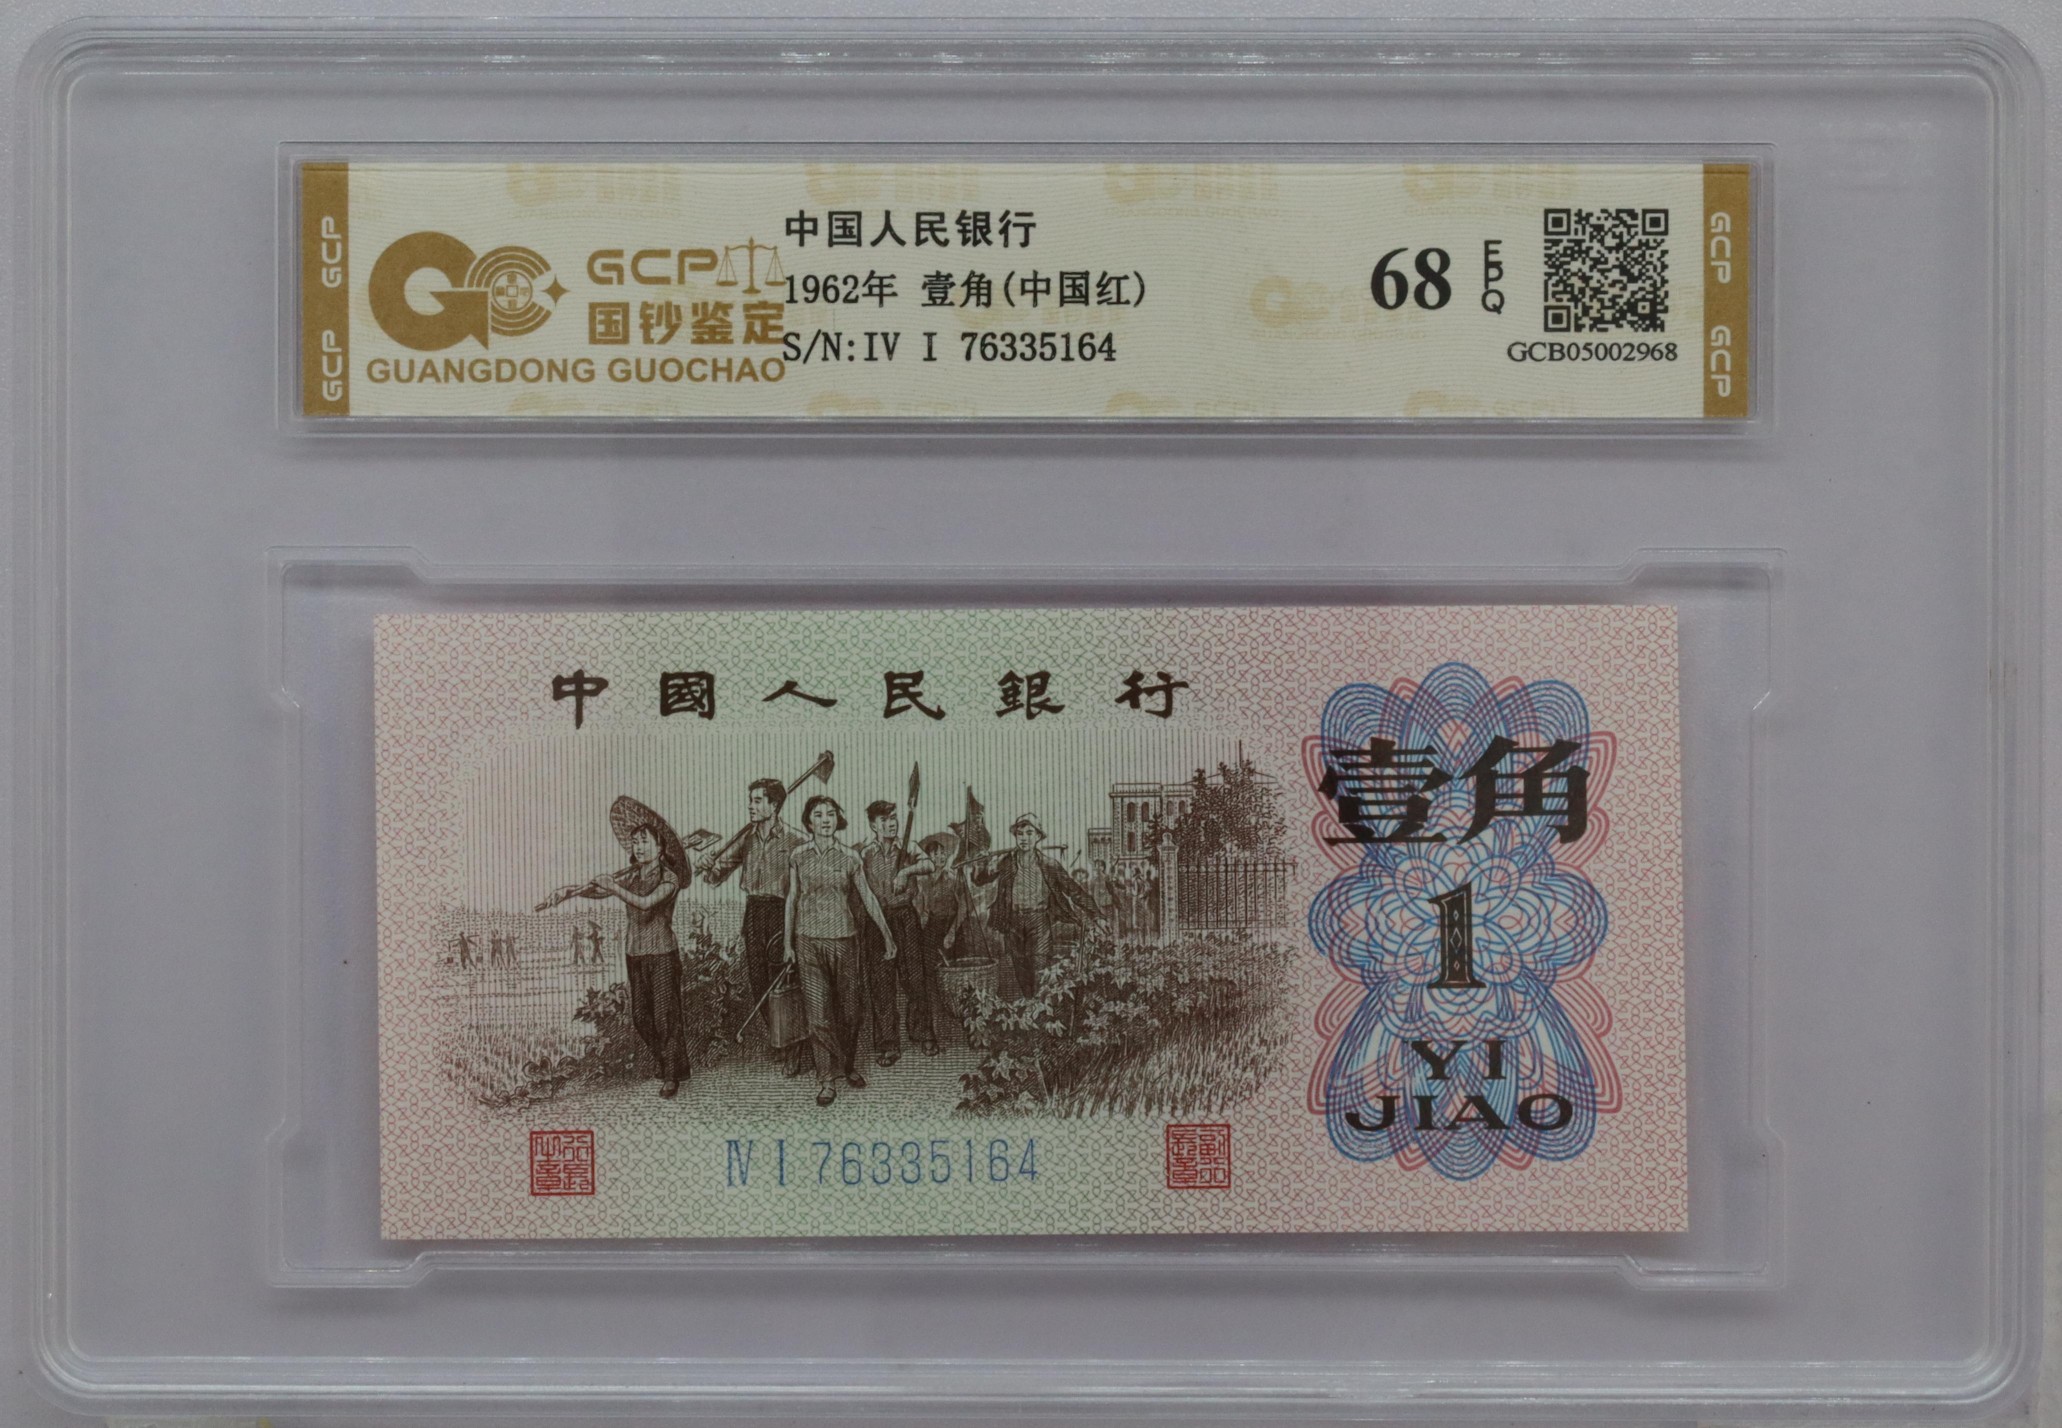 GCP
GCP
GCP
国钞鉴定
GUANGDONG GUOCHAO
中国人民银行
1962年 壹角(中国红)
S/N:IV I 76335164
68 EPQ
GCB05002968
GCP
GCP
中國人民銀行
壹角
1
YI
JIAO
ⅣⅠ76335164